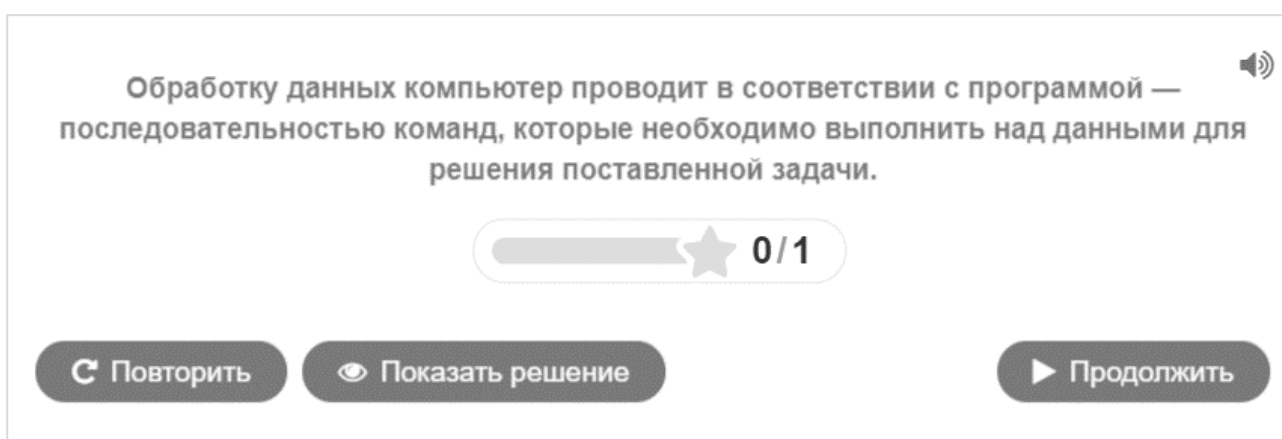 Обработку данных компьютер проводит в соответствии с программой —
последовательностью команд, которые необходимо выполнить над данными для
решения поставленной задачи.
0/1
Повторить
Показать решение
Продолжить